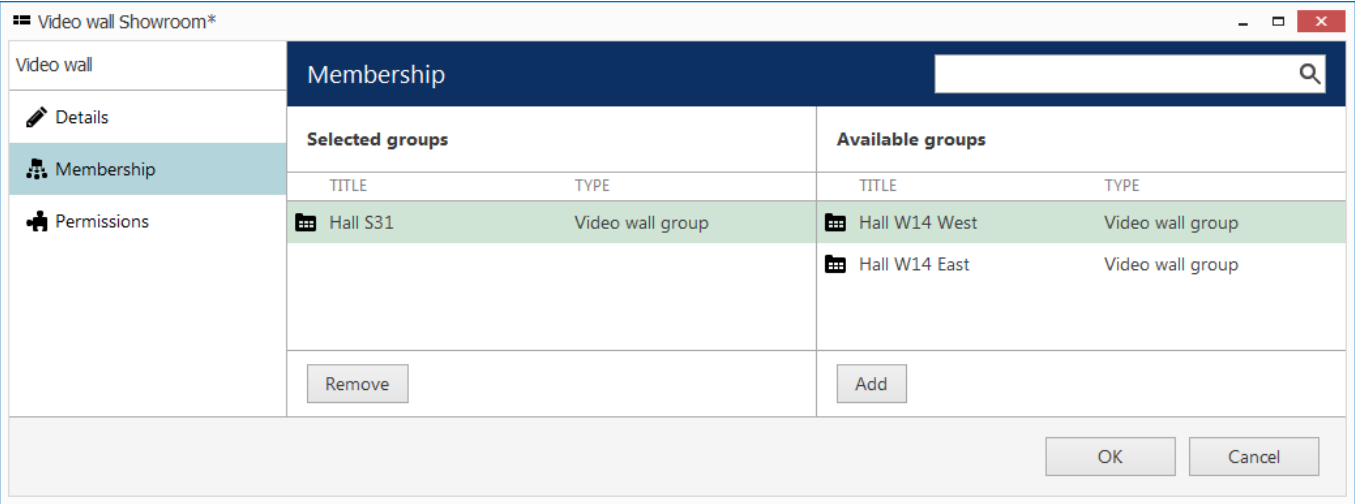 Video wall Showroom*
Video wall
Details
Membership
Permissions
Membership
Selected groups
TITLE TYPE
Hall S31 Video wall group
Remove
Available groups
TITLE TYPE
Hall W14 West Video wall group
Hall W14 East Video wall group
Add
OK Cancel